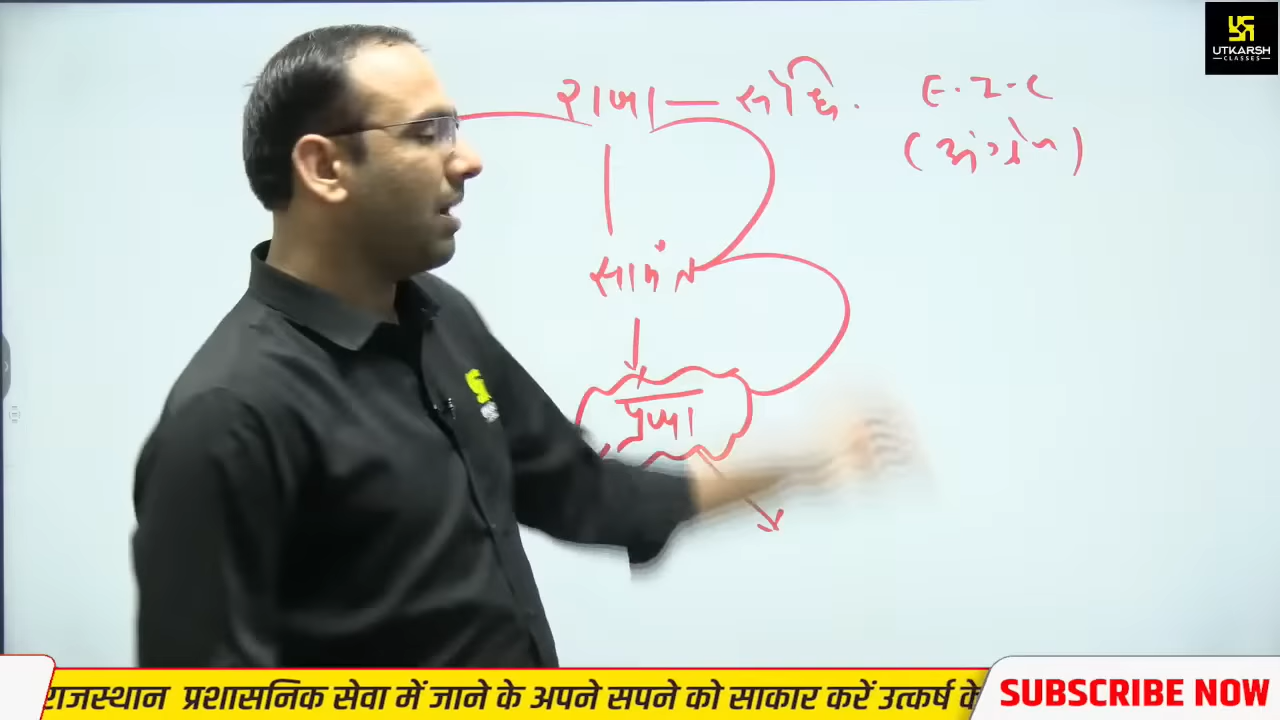 UTKARSH
CLASSES
राजा — संधि. E.I.C
(अंग्रेज)
सामंत
प्रजा
राजस्थान प्रशासनिक सेवा में जाने के अपने सपने को साकार करें उत्कर्ष के
SUBSCRIBE NOW